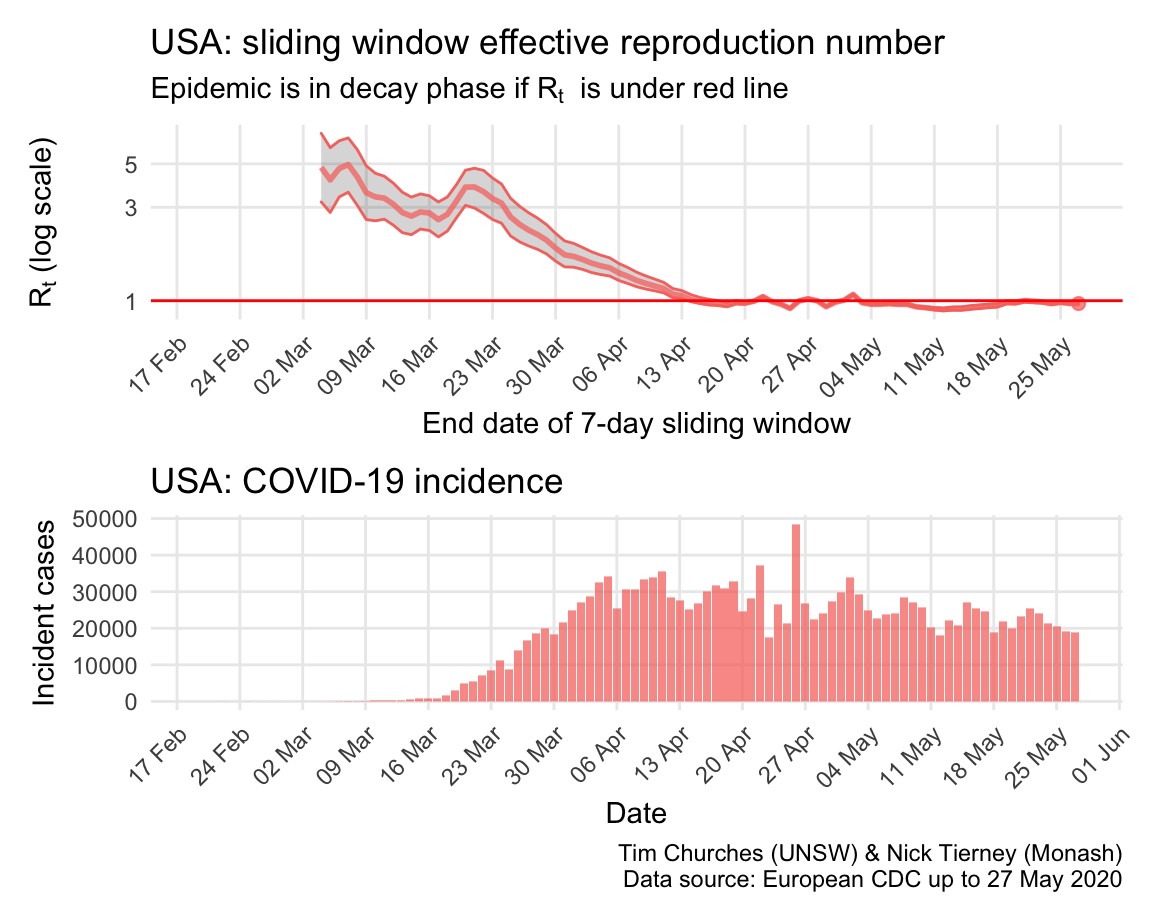 USA: sliding window effective reproduction number
Epidemic is in decay phase if Rt is under red line
Rt (log scale)
5
3
1
17 Feb
24 Feb
02 Mar
09 Mar
16 Mar
23 Mar
30 Mar
06 Apr
13 Apr
20 Apr
27 Apr
04 May
11 May
18 May
25 May
End date of 7-day sliding window
USA: COVID-19 incidence
Incident cases
50000
40000
30000
20000
10000
0
17 Feb
24 Feb
02 Mar
09 Mar
16 Mar
23 Mar
30 Mar
06 Apr
13 Apr
20 Apr
27 Apr
04 May
11 May
18 May
25 May
01 Jun
Date
Tim Churches (UNSW) & Nick Tierney (Monash)
Data source: European CDC up to 27 May 2020